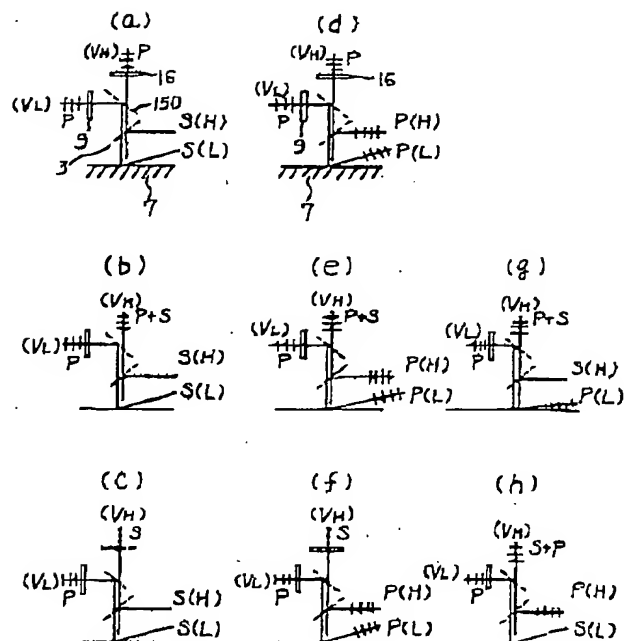 (a)
(VH) P
16
(VL)
150
P
9
S(H)
3
S(L)
7
(d)
(VH) P
16
(VL)
P
9
P(H)
P(L)
7
(b)
(VH)
P+S
(VL)
P
S(H)
S(L)
(e)
(VH)
P+S
(VL)
P
P(H)
P(L)
(g)
(VH)
P+S
(VL)
P
S(H)
P(L)
(c)
(VH)
S
(VL)
P
S(H)
S(L)
(f)
(VH)
S
(VL)
P
P(H)
P(L)
(h)
(VH)
S+P
(VL)
P
P(H)
S(L)